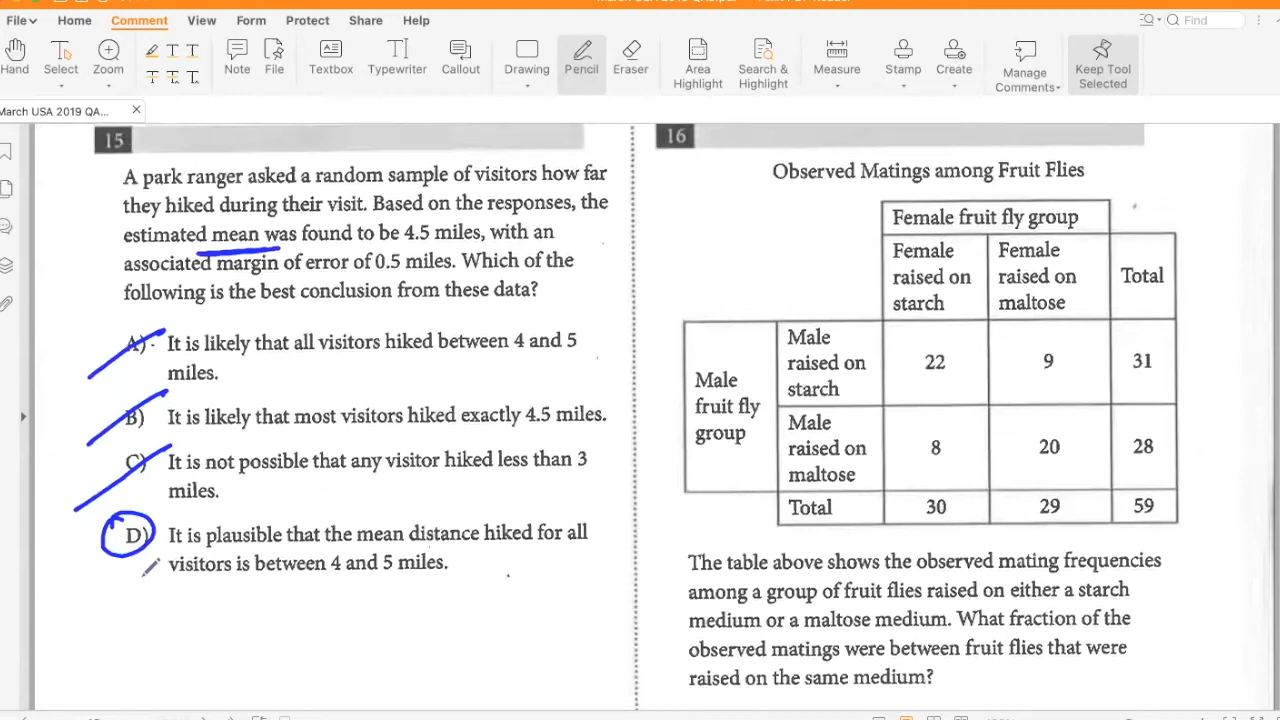 File
Home
Comment
View
Form
Protect
Share
Help
Find
Hand
Select
Zoom
Note
File
Textbox
Typewriter
Callout
Drawing
Pencil
Eraser
Area
Highlight
Search &
Highlight
Measure
Stamp
Create
Manage
Comments
Keep Tool
Selected
March USA 2019 QA...
15
A park ranger asked a random sample of visitors how far
they hiked during their visit. Based on the responses, the
estimated mean was found to be 4.5 miles, with an
associated margin of error of 0.5 miles. Which of the
following is the best conclusion from these data?
A) It is likely that all visitors hiked between 4 and 5
miles.
B) It is likely that most visitors hiked exactly 4.5 miles.
C) It is not possible that any visitor hiked less than 3
miles.
D) It is plausible that the mean distance hiked for all
visitors is between 4 and 5 miles.
16
Observed Matings among Fruit Flies
Female fruit fly group
Female
raised on
starch
Female
raised on
maltose
Total
Male
fruit fly
group
Male
raised on
starch
22 9 31
Male
raised on
maltose
8 20 28
Total 30 29 59
The table above shows the observed mating frequencies
among a group of fruit flies raised on either a starch
medium or a maltose medium. What fraction of the
observed matings were between fruit flies that were
raised on the same medium?